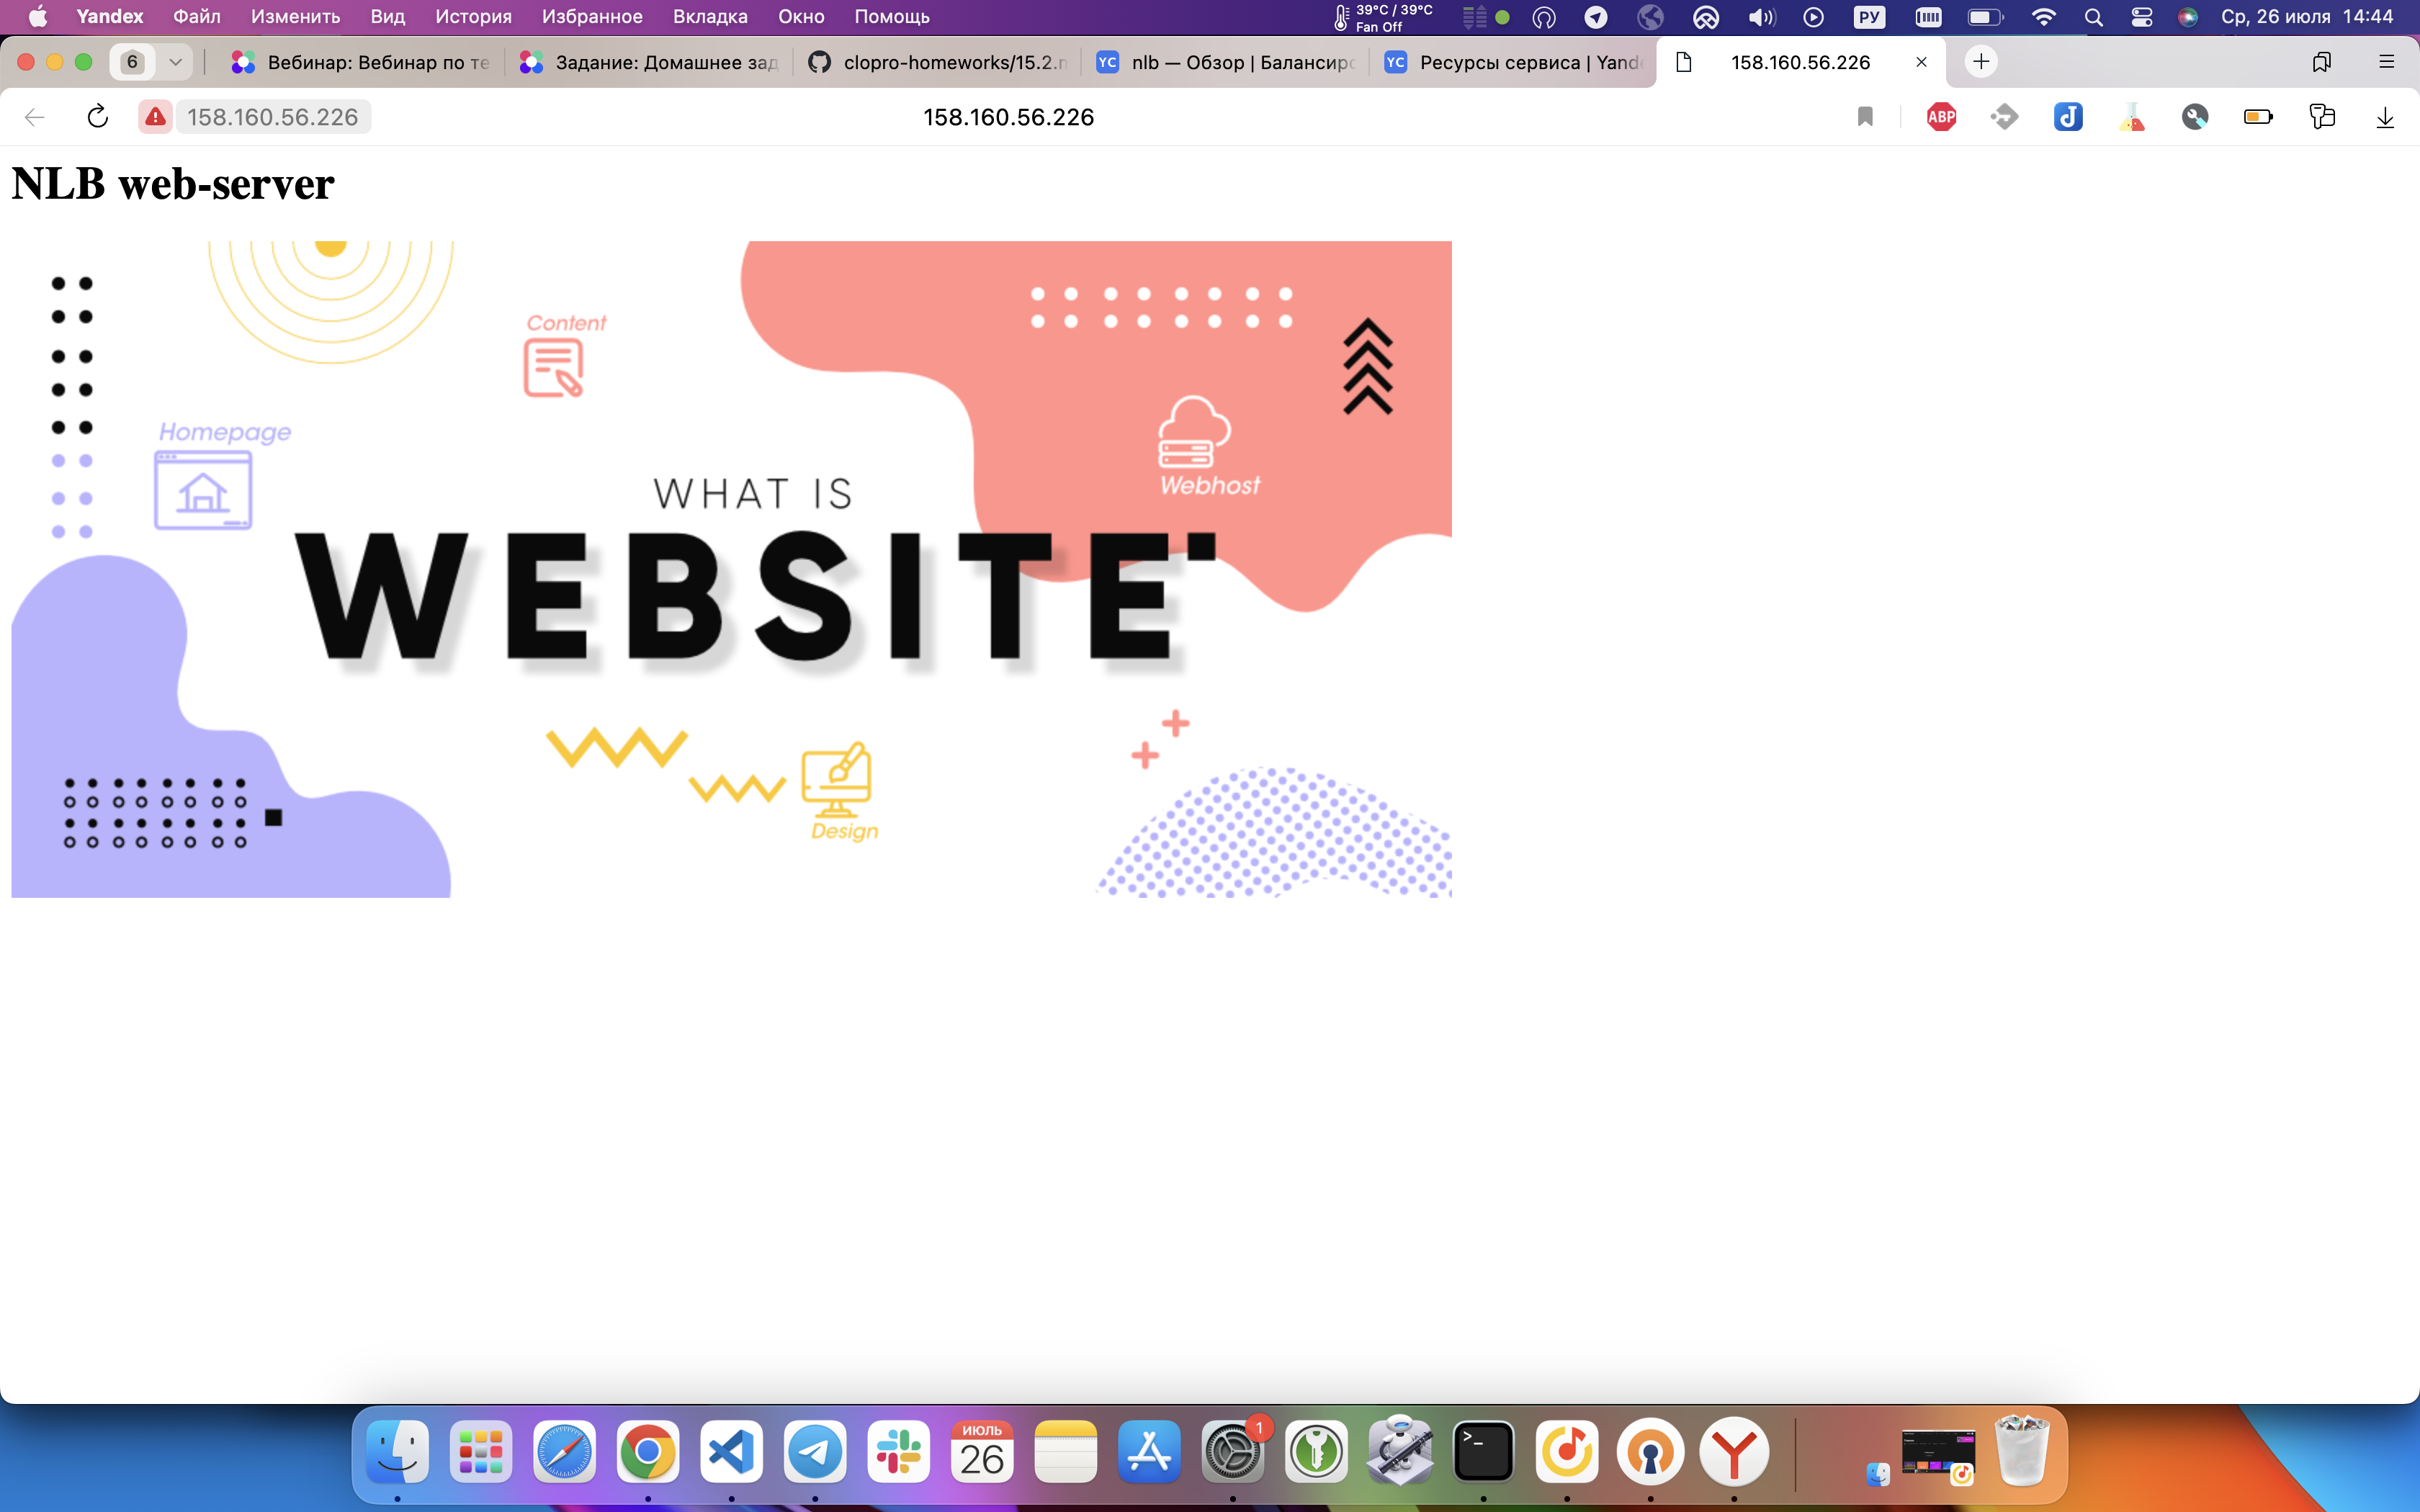 Yandex Файл Изменить Вид История Избранное Вкладка Окно Помощь 39°C / 39°C Fan Off РУ Ср, 26 июля 14:44
6 Вебинар: Вебинар по те Задание: Домашнее зад clopro-homeworks/15.2.m YC nlb — Обзор | Балансиро YC Ресурсы сервиса | Yande 158.160.56.226
158.160.56.226 158.160.56.226 ABP
NLB web-server
Content
Homepage
Webhost
WHAT IS
WEBSITE
Design
ИЮЛЬ
26
1